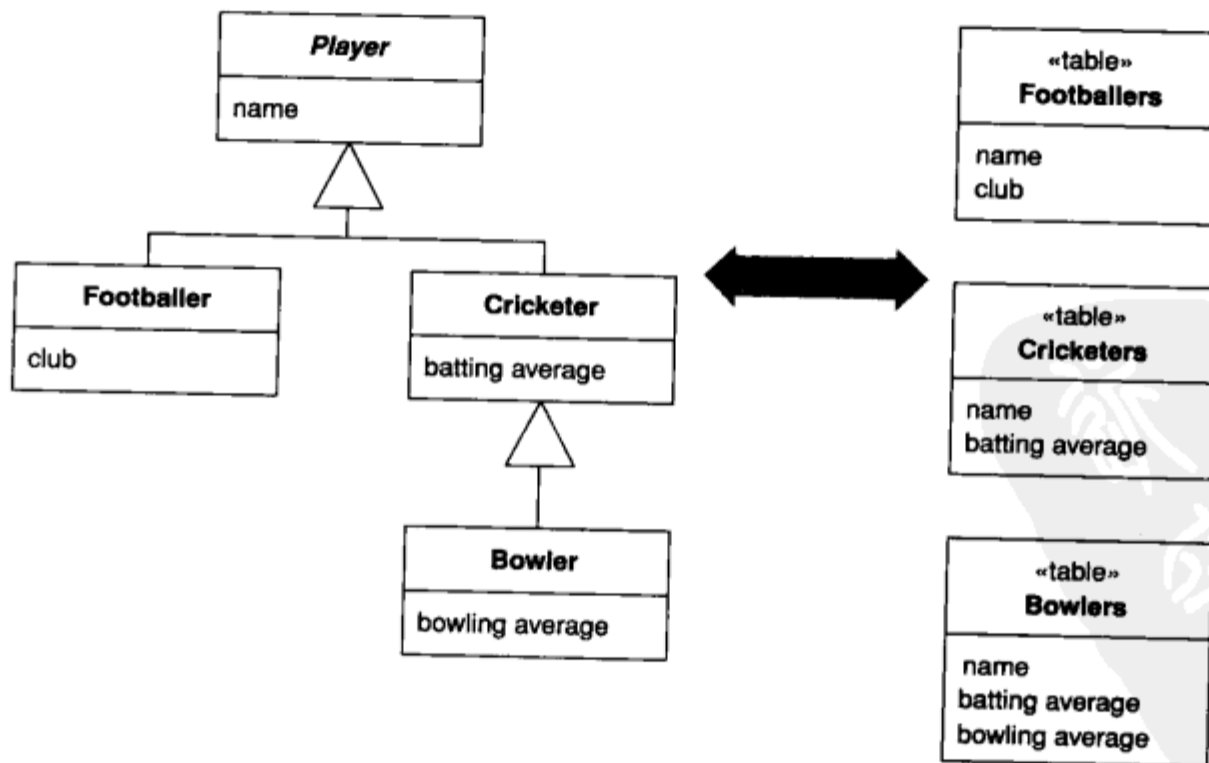 Player
name
Footballer
club
Cricketer
batting average
Bowler
bowling average
«table»
Footballers
name
club
«table»
Cricketers
name
batting average
«table»
Bowlers
name
batting average
bowling average